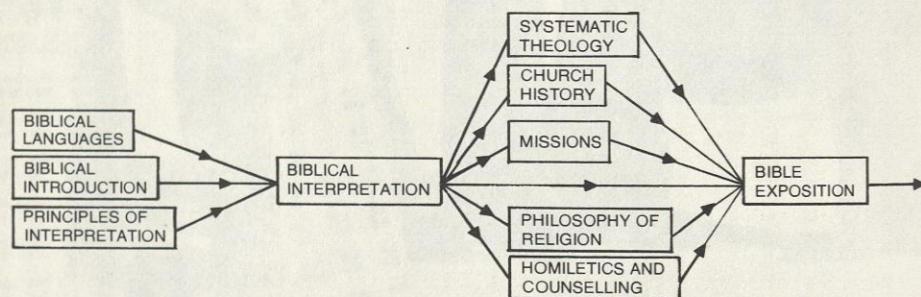 BIBLICAL
LANGUAGES
BIBLICAL
INTRODUCTION
PRINCIPLES OF
INTERPRETATION
BIBLICAL
INTERPRETATION
SYSTEMATIC
THEOLOGY
CHURCH
HISTORY
MISSIONS
PHILOSOPHY OF
RELIGION
HOMILETICS AND
COUNSELLING
BIBLE
EXPOSITION